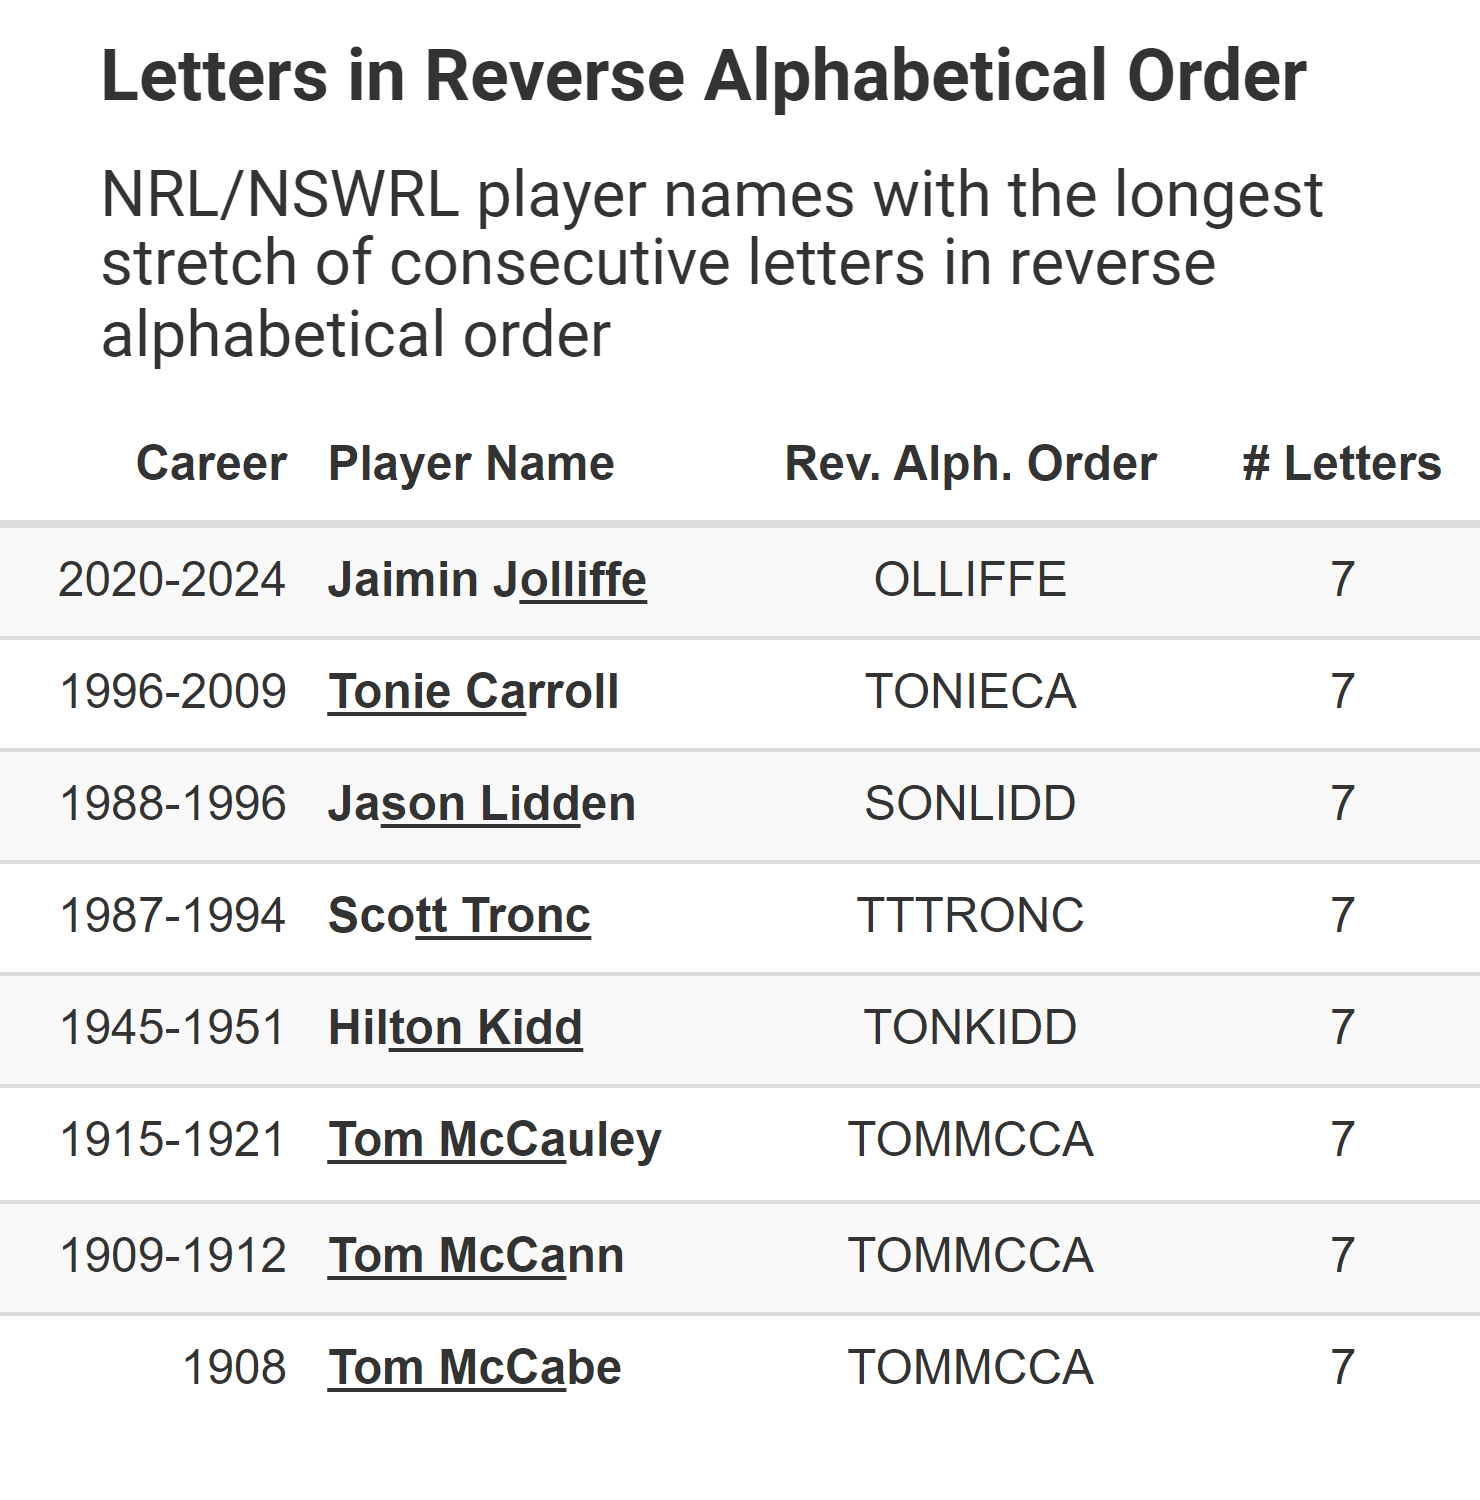 Letters in Reverse Alphabetical Order
NRL/NSWRL player names with the longest
stretch of consecutive letters in reverse
alphabetical order
Career Player Name Rev. Alph. Order # Letters
2020-2024 Jaimin Jolliffe OLLIFFE 7
1996-2009 Tonie Carroll TONIECA 7
1988-1996 Jason Lidden SONLIDD 7
1987-1994 Scott Tronc TTTRONC 7
1945-1951 Hilton Kidd TONKIDD 7
1915-1921 Tom McCauley TOMMCCA 7
1909-1912 Tom McCann TOMMCCA 7
1908 Tom McCabe TOMMCCA 7